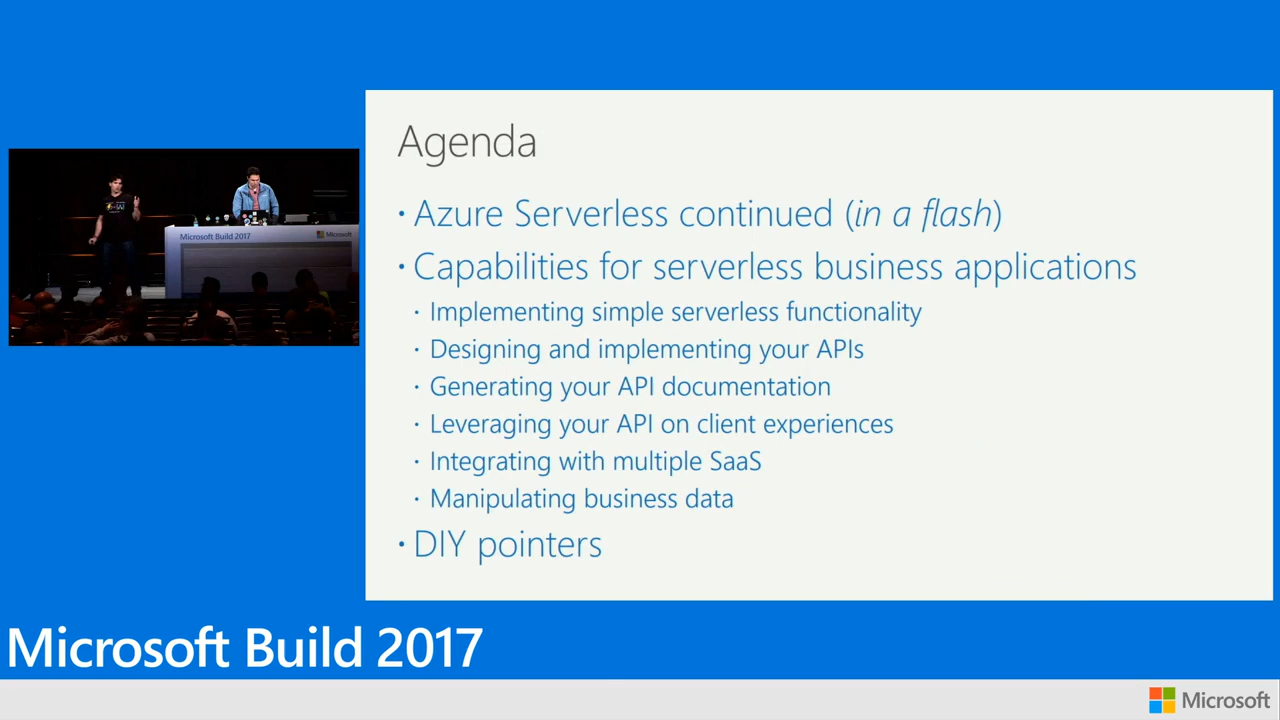 Agenda
• Azure Serverless continued (in a flash)
• Capabilities for serverless business applications
• Implementing simple serverless functionality
• Designing and implementing your APIs
• Generating your API documentation
• Leveraging your API on client experiences
• Integrating with multiple SaaS
• Manipulating business data
• DIY pointers
Microsoft Build 2017
Microsoft
Microsoft Build 2017
Microsoft